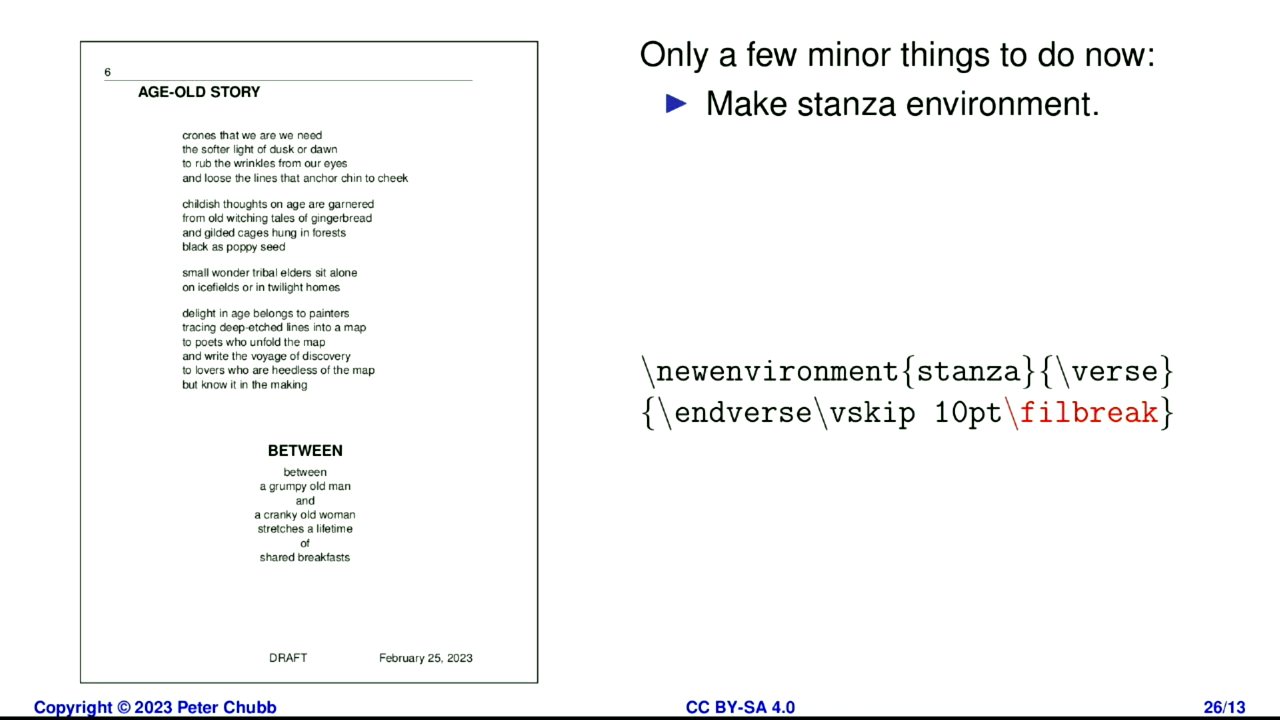 6
AGE-OLD STORY
crones that we are we need
the softer light of dusk or dawn
to rub the wrinkles from our eyes
and loose the lines that anchor chin to cheek
childish thoughts on age are garnered
from old witching tales of gingerbread
and gilded cages hung in forests
black as poppy seed
small wonder tribal elders sit alone
on icefields or in twilight homes
delight in age belongs to painters
tracing deep-etched lines into a map
to poets who unfold the map
and write the voyage of discovery
to lovers who are heedless of the map
but know it in the making
BETWEEN
between
a grumpy old man
and
a cranky old woman
stretches a lifetime
of
shared breakfasts
DRAFT February 25, 2023
Only a few minor things to do now:
▶ Make stanza environment.
\newenvironment{stanza}{\verse}
{\endverse\vskip 10pt\filbreak}
Copyright © 2023 Peter Chubb CC BY-SA 4.0 26/13